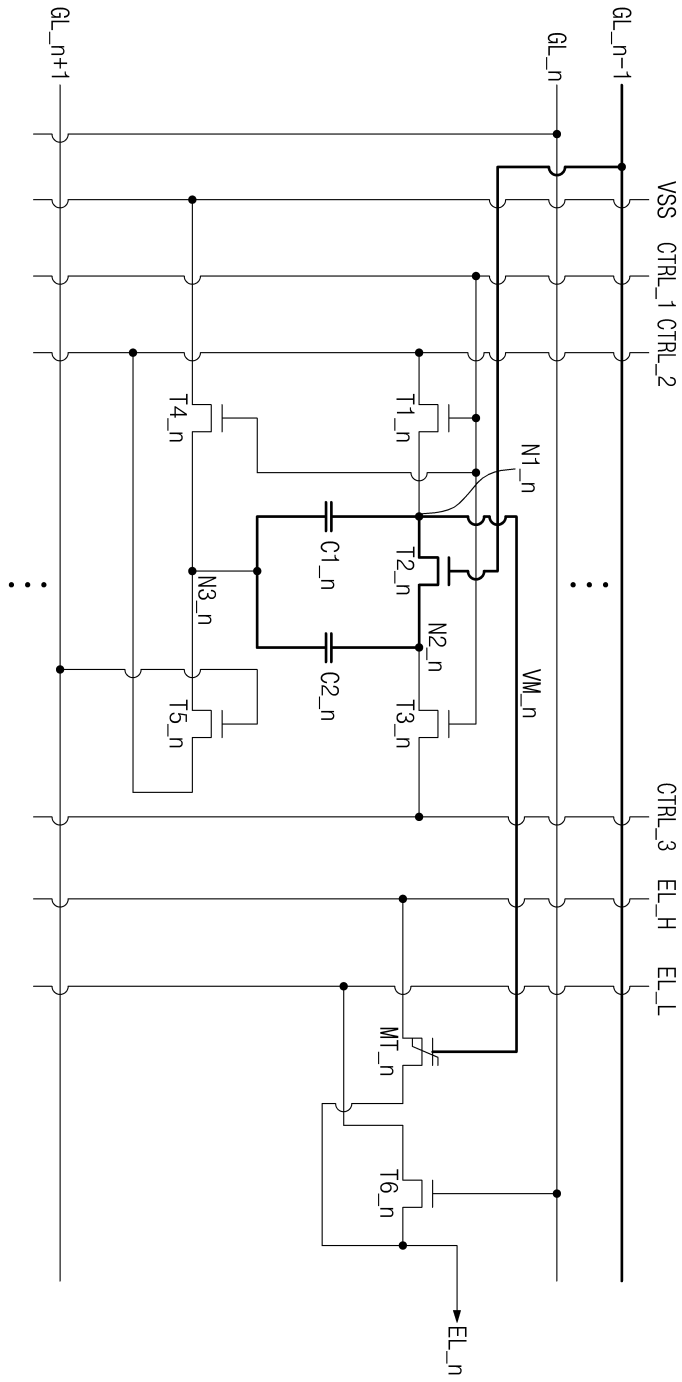 GL_n-1
GL_n
GL_n+1
VSS
CTRL_1
CTRL_2
CTRL_3
EL_H
EL_L
T1_n
N1_n
T2_n
N2_n
T3_n
VM_n
T4_n
C1_n
N3_n
C2_n
T5_n
MT_n
T6_n
EL_n